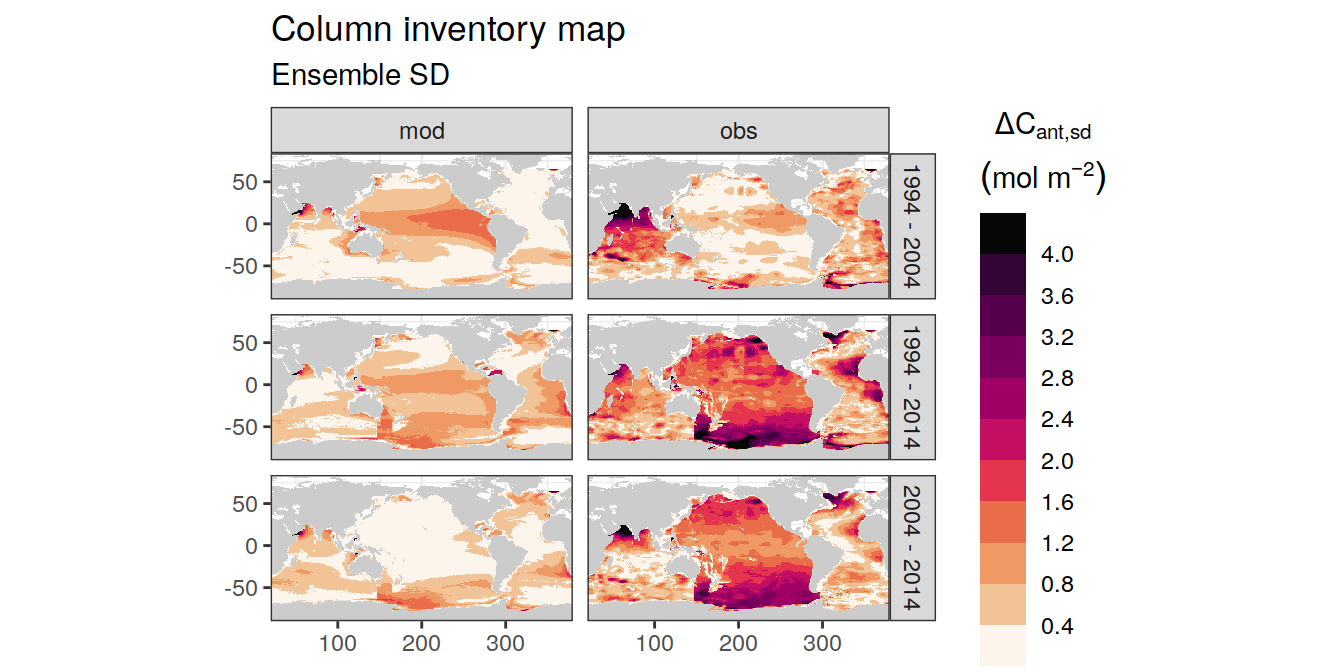 Column inventory map
Ensemble SD
mod
obs
50
0
-50
1994 - 2004
50
0
-50
1994 - 2014
50
0
-50
2004 - 2014
100
200
300
100
200
300
ΔCant,sd
(mol m−2)
4.0
3.6
3.2
2.8
2.4
2.0
1.6
1.2
0.8
0.4